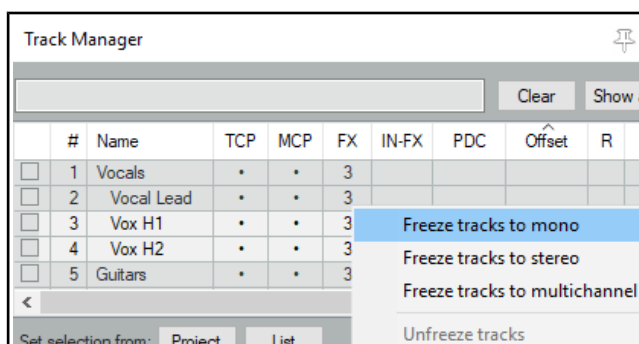 Track Manager
Clear Show
# Name TCP MCP FX IN-FX PDC Offset R
1 Vocals • • 3
2 Vocal Lead • • 3
3 Vox H1 • • 3 Freeze tracks to mono
4 Vox H2 • • 3 Freeze tracks to stereo
5 Guitars • • 3 Freeze tracks to multichannel
Set selection from: Project List Unfreeze tracks